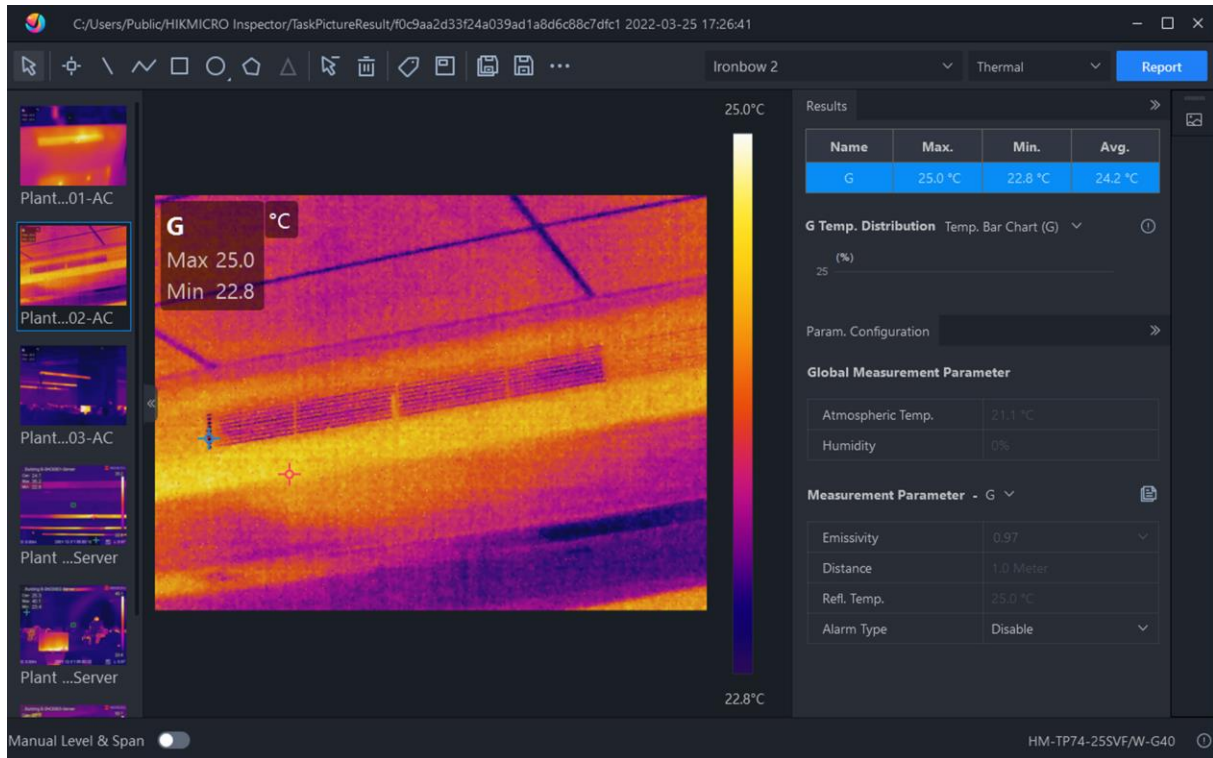 C:/Users/Public/HIKMICRO Inspector/TaskPictureResult/f0c9aa2d33f24a039ad1a8d6c88c7dfc1 2022-03-25 17:26:41
Ironbow 2
Thermal
Report
Plant...01-AC
Plant...02-AC
Plant...03-AC
Plant ...Server
Plant ...Server
G
°C
Max 25.0
Min 22.8
25.0°C
22.8°C
Results
Name Max. Min. Avg.
G 25.0 °C 22.8 °C 24.2 °C
G Temp. Distribution Temp. Bar Chart (G)
(%)
25
Param. Configuration
Global Measurement Parameter
Atmospheric Temp. 21.1 °C
Humidity 0%
Measurement Parameter - G
Emissivity 0.97
Distance 1.0 Meter
Refl. Temp. 25.0 °C
Alarm Type Disable
Manual Level & Span
HM-TP74-25SVF/W-G40